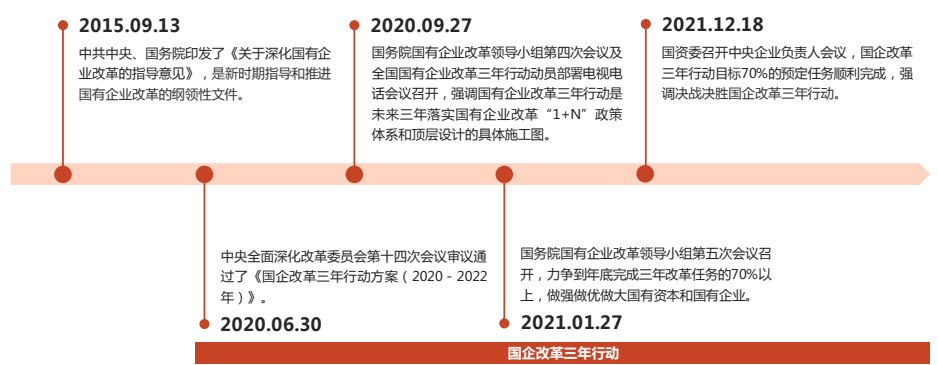 2015.09.13
中共中央、国务院印发了《关于深化国有企
业改革的指导意见》，是新时期指导和推进
国有企业改革的纲领性文件。
2020.09.27
国务院国有企业改革领导小组第四次会议及
全国国有企业改革三年行动动员部署电视电
话会议召开，强调国有企业改革三年行动是
未来三年落实国有企业改革“1+N”政策
体系和顶层设计的具体施工图。
2021.12.18
国资委召开中央企业负责人会议，国企改革
三年行动目标70%的预定任务顺利完成，强
调决战决胜国企改革三年行动。
中央全面深化改革委员会第十四次会议审议通
过了《国企改革三年行动方案（2020－2022
年）》。
2020.06.30
国务院国有企业改革领导小组第五次会议召
开，力争到年底完成三年改革任务的70%以
上，做强做优做大国有资本和国有企业。
2021.01.27
国企改革三年行动